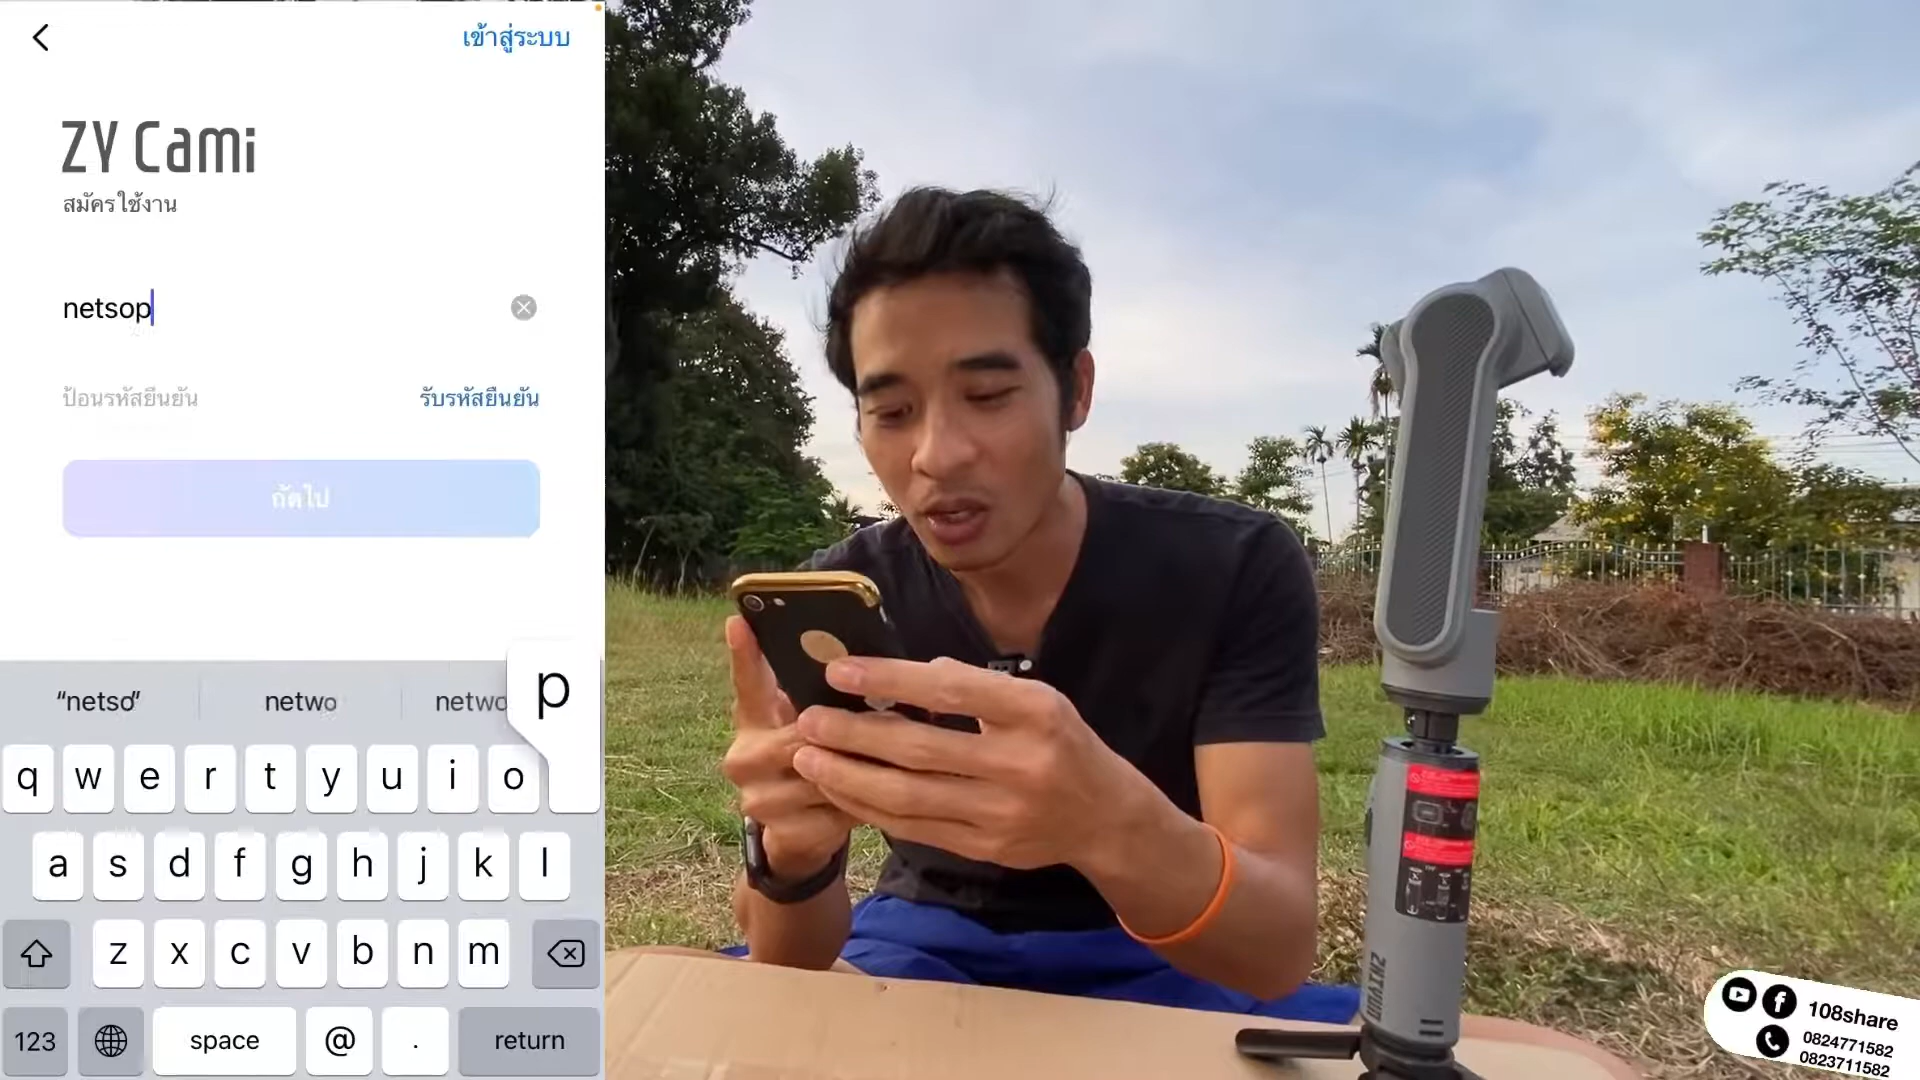 เข้าสู่ระบบ
ZY Cami
สมัครใช้งาน
netsop
ป้อนรหัสยืนยัน
รับรหัสยืนยัน
ถัดไป
“netso”
netwo
netwo
p
q w e r t y u i o
a s d f g h j k l
z x c v b n m
123
space
@
.
return
ZHIYUN
108share
0824771582
0823711582